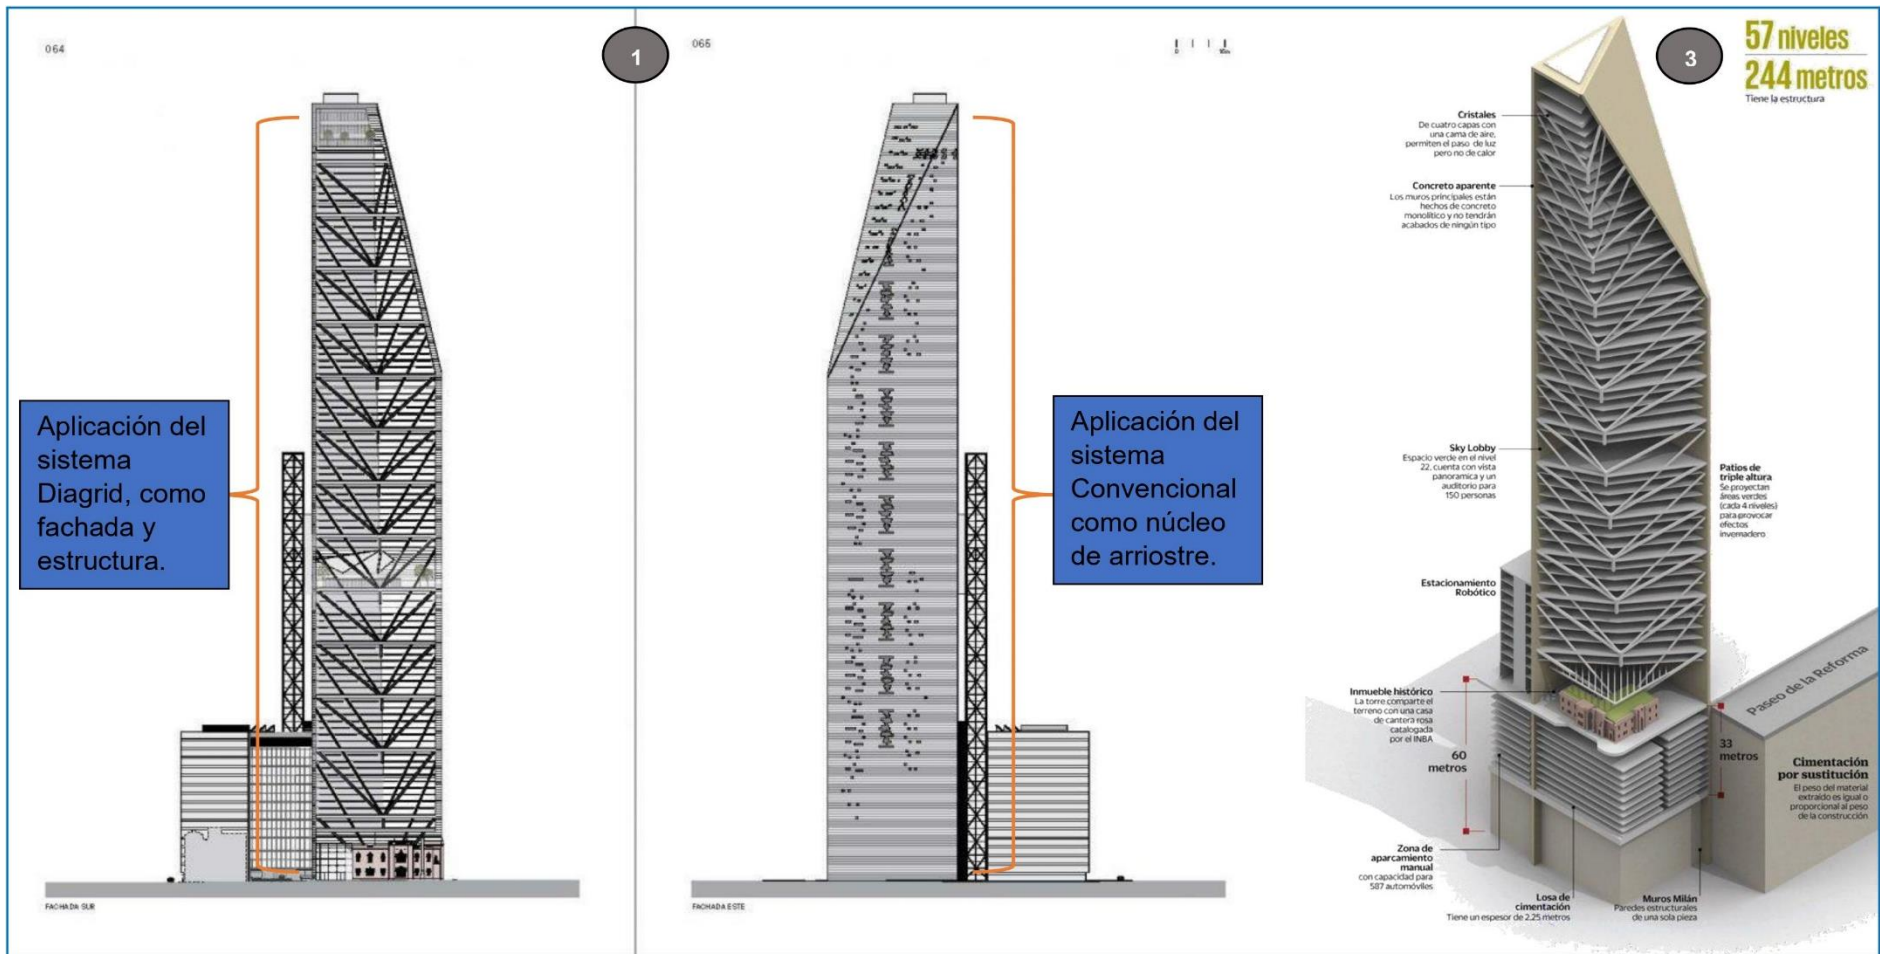 064
1
065
Aplicación del
sistema
Diagrid, como
fachada y
estructura.
FACHADA SUR
Aplicación del
sistema
Convencional
como núcleo
de arriostre.
FACHADA ESTE
3
57 niveles
244 metros
Tiene la estructura
Cristales
De cuatro capas con
una cama de aire,
permiten el paso de luz
pero no de calor
Concreto aparente
Los muros principales están
hechos de concreto
monolítico y no tendrán
acabados de ningún tipo
Sky Lobby
Espacio verde en el nivel
22, cuenta con vista
panoramica y un
auditorio para
150 personas
Patios de
triple altura
Se proyectan
áreas verdes
(cada 4 niveles)
para provocar
efectos
invernadero
Estacionamiento
Robótico
Inmueble histórico
La torre comparte el
terreno con una casa
de cantera rosa
catalogada
por el INBA
Paseo de la Reforma
60
metros
33
metros
Cimentación
por sustitución
El peso del material
extraído es igual o
proporcional al peso
de la construcción
Zona de
aparcamiento
manual
con capacidad para
587 automóviles
Losa de
cimentación
Tiene un espesor de 2.25 metros
Muros Milán
Paredes estructurales
de una sola pieza